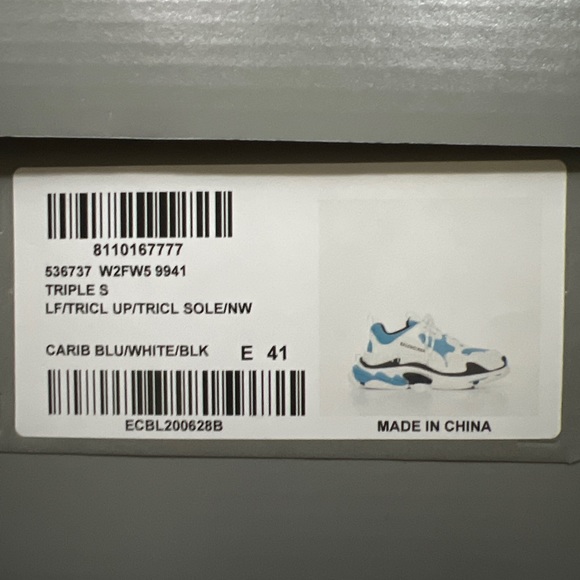 8110167777
536737 W2FW5 9941
TRIPLE S
LF/TRICL UP/TRICL SOLE/NW
CARIB BLU/WHITE/BLK E 41
ECBL200628B
MADE IN CHINA